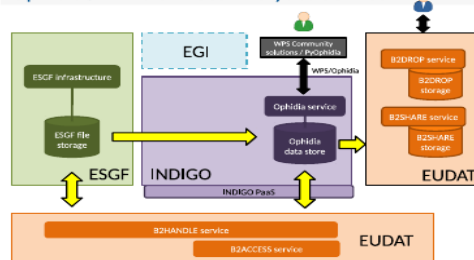 EGI
WPS Community
solutions / PyOphidia
WPS/Ophidia
ESGF infrastructure
ESGF file
storage
ESGF
Ophidia service
Ophidia
data store
INDIGO
INDIGO PaaS
B2DROP service
B2DROP
storage
B2SHARE service
B2SHARE
storage
EUDAT
B2HANDLE service
B2ACCESS service
EUDAT